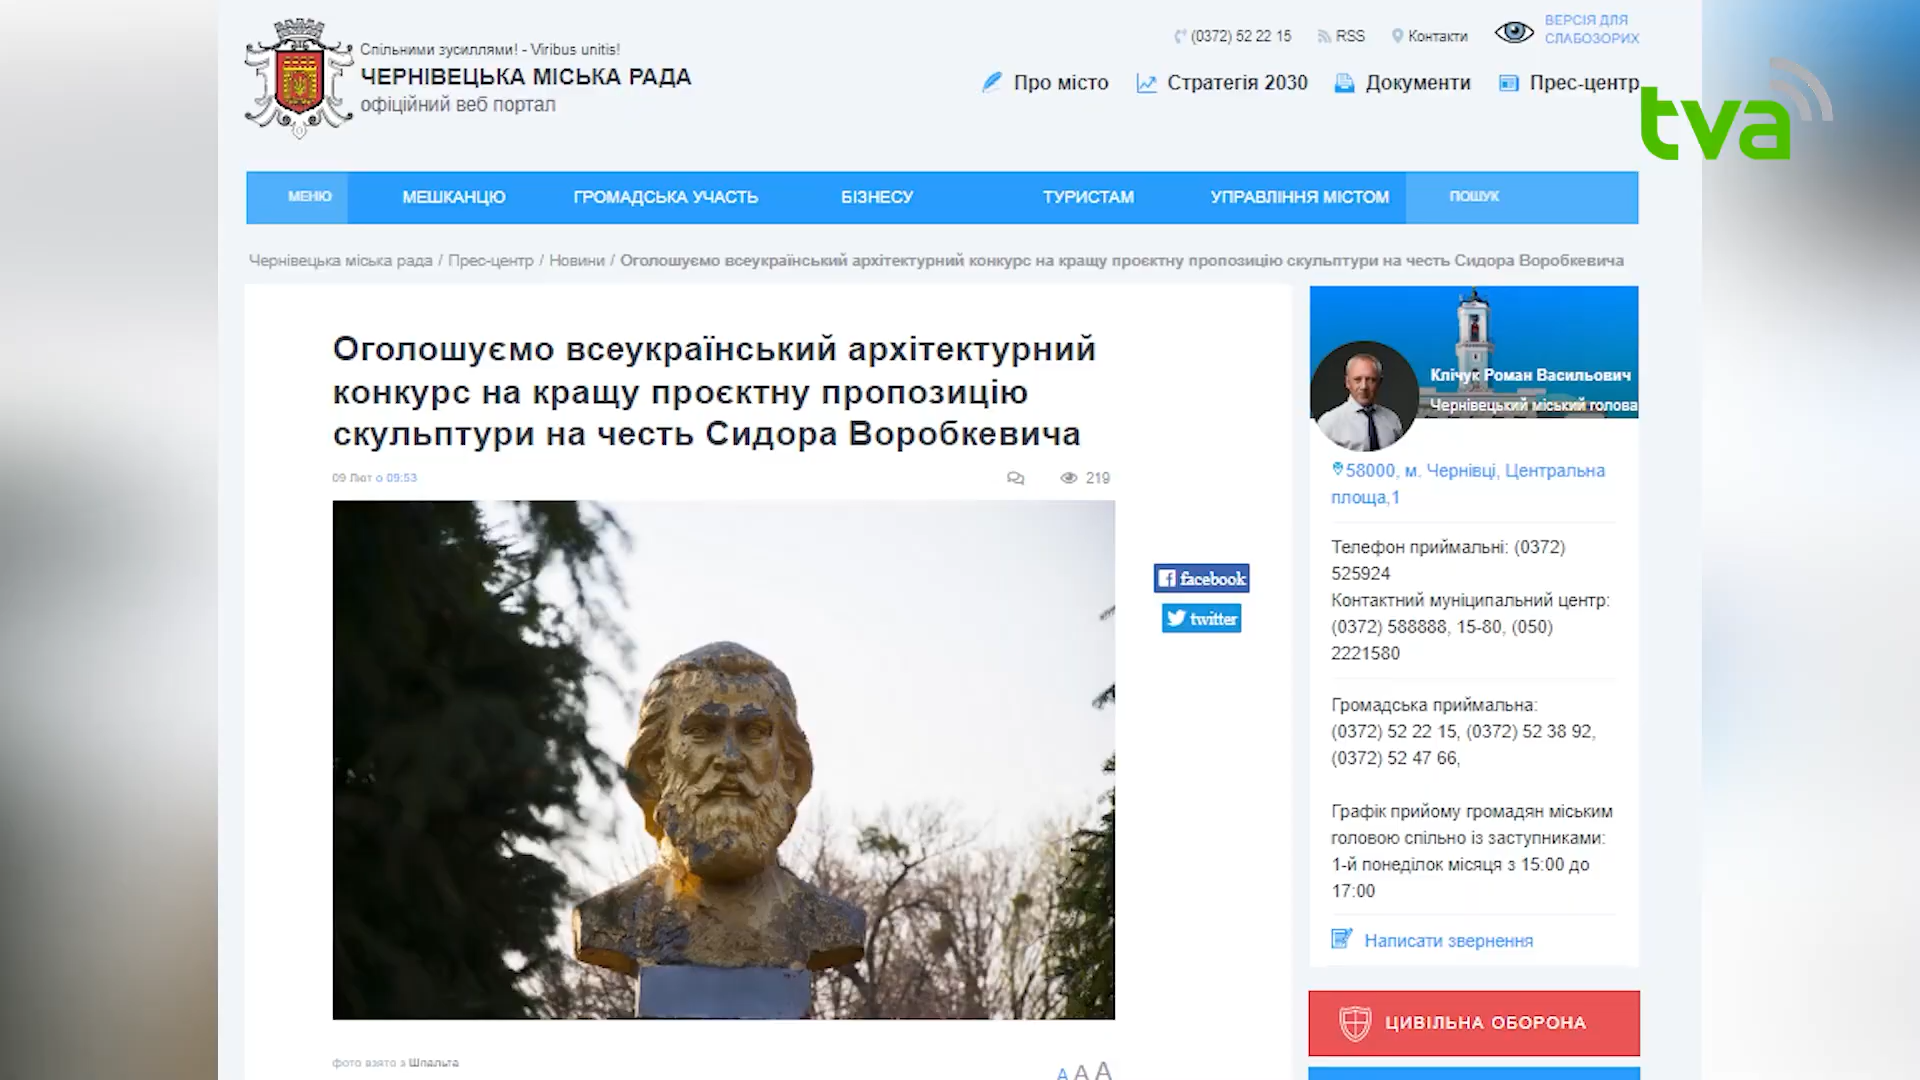 Спільними зусиллями! - Viribus unitis!
ЧЕРНІВЕЦЬКА МІСЬКА РАДА
офіційний веб портал
(0372) 52 22 15
RSS
Контакти
ВЕРСІЯ ДЛЯ
СЛАБОЗОРИХ
Про місто
Стратегія 2030
Документи
Прес-центр
tva
МЕНЮ
МЕШКАНЦЮ
ГРОМАДСЬКА УЧАСТЬ
БІЗНЕСУ
ТУРИСТАМ
УПРАВЛІННЯ МІСТОМ
ПОШУК
Чернівецька міська рада / Прес-центр / Новини / Оголошуємо всеукраїнський архітектурний конкурс на кращу проєктну пропозицію скульптури на честь Сидора Воробкевича
Оголошуємо всеукраїнський архітектурний
конкурс на кращу проєктну пропозицію
скульптури на честь Сидора Воробкевича
09 Лют о 09:53
219
facebook
twitter
фото взято з Шпальта
A A A
Клічук Роман Васильович
Чернівецький міський голова
58000, м. Чернівці, Центральна
площа,1
Телефон приймальні: (0372)
525924
Контактний муніципальний центр:
(0372) 588888, 15-80, (050)
2221580
Громадська приймальна:
(0372) 52 22 15, (0372) 52 38 92,
(0372) 52 47 66,
Графік прийому громадян міським
головою спільно із заступниками:
1-й понеділок місяця з 15:00 до
17:00
Написати звернення
ЦИВІЛЬНА ОБОРОНА